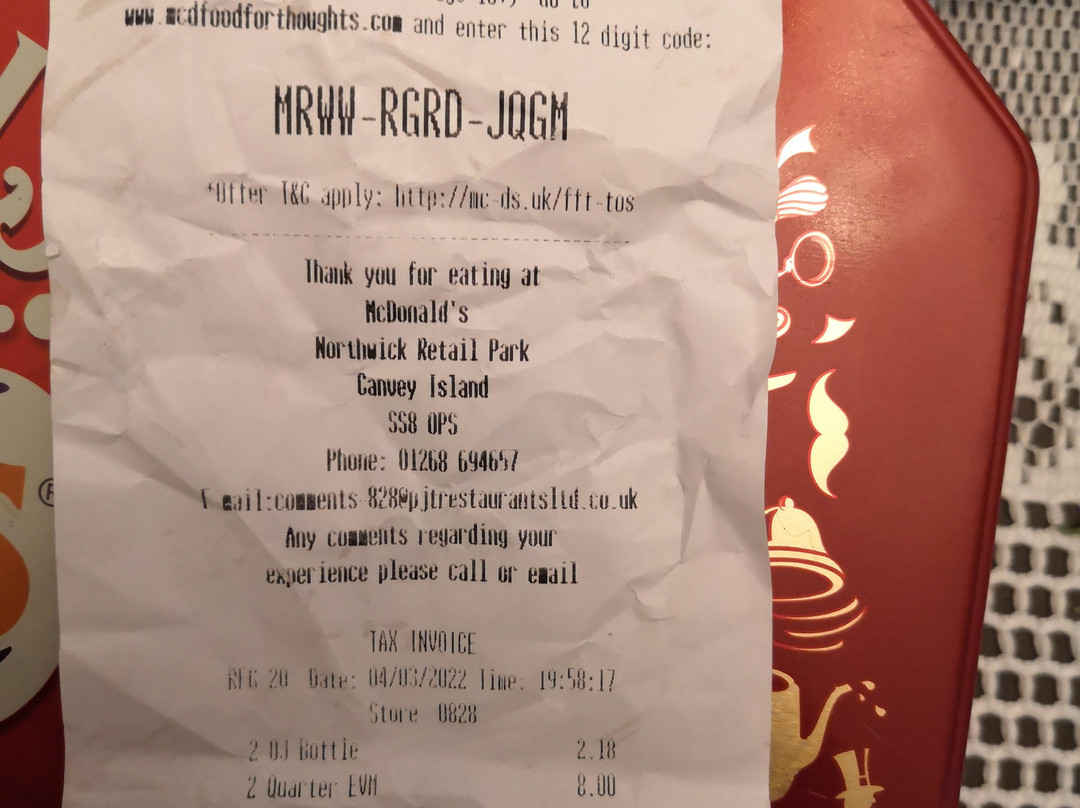 www.mcdfoodforthoughts.com and enter this 12 digit code:
MRWW-RGRD-JQGM
*Offer T&C apply: http://mc-ds.uk/fft-tos
Thank you for eating at
McDonald's
Northwick Retail Park
Canvey Island
SS8 0PS
Phone: 01268 694657
Email:comments-828@pjtrestaurantsltd.co.uk
Any comments regarding your
experience please call or email
TAX INVOICE
REG 20 Date: 04/03/2022 Time: 19:58:17
Store 0828
2 OJ Bottle 2.18
2 Quarter EVM 8.00